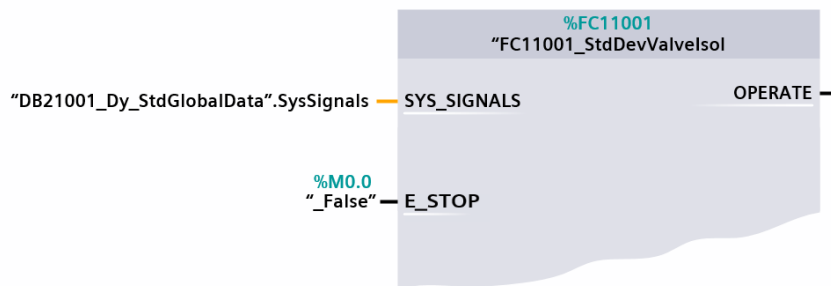 %FC11001
“FC11001_StdDevValveIsol
“DB21001_Dy_StdGlobalData”.SysSignals
SYS_SIGNALS
OPERATE
%M0.0
“_False”
E_STOP